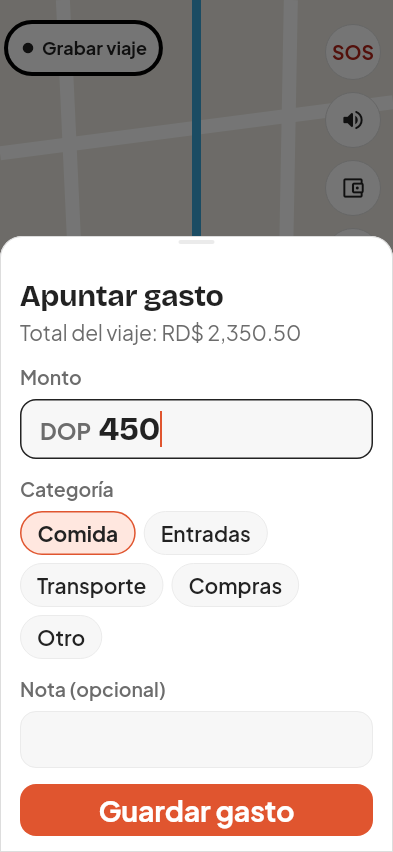 Grabar viaje
SOS
Apuntar gasto
Total del viaje: RD$ 2,350.50
Monto
DOP 450
Categoría
Comida Entradas
Transporte Compras
Otro
Nota (opcional)
Guardar gasto